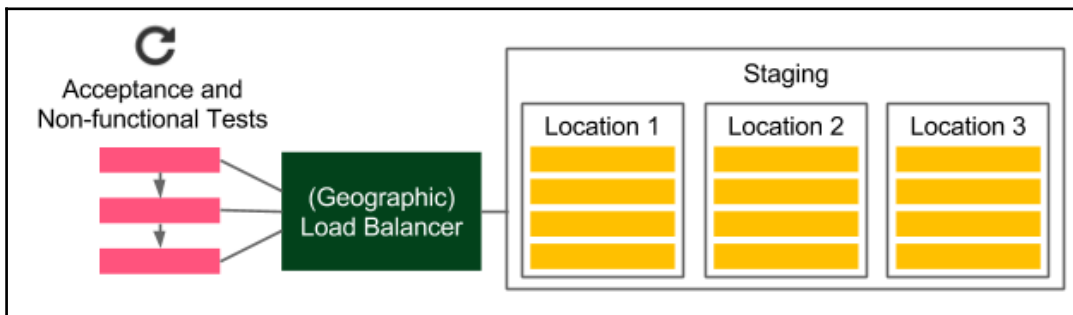 Acceptance and
Non-functional Tests
(Geographic)
Load Balancer
Staging
Location 1
Location 2
Location 3